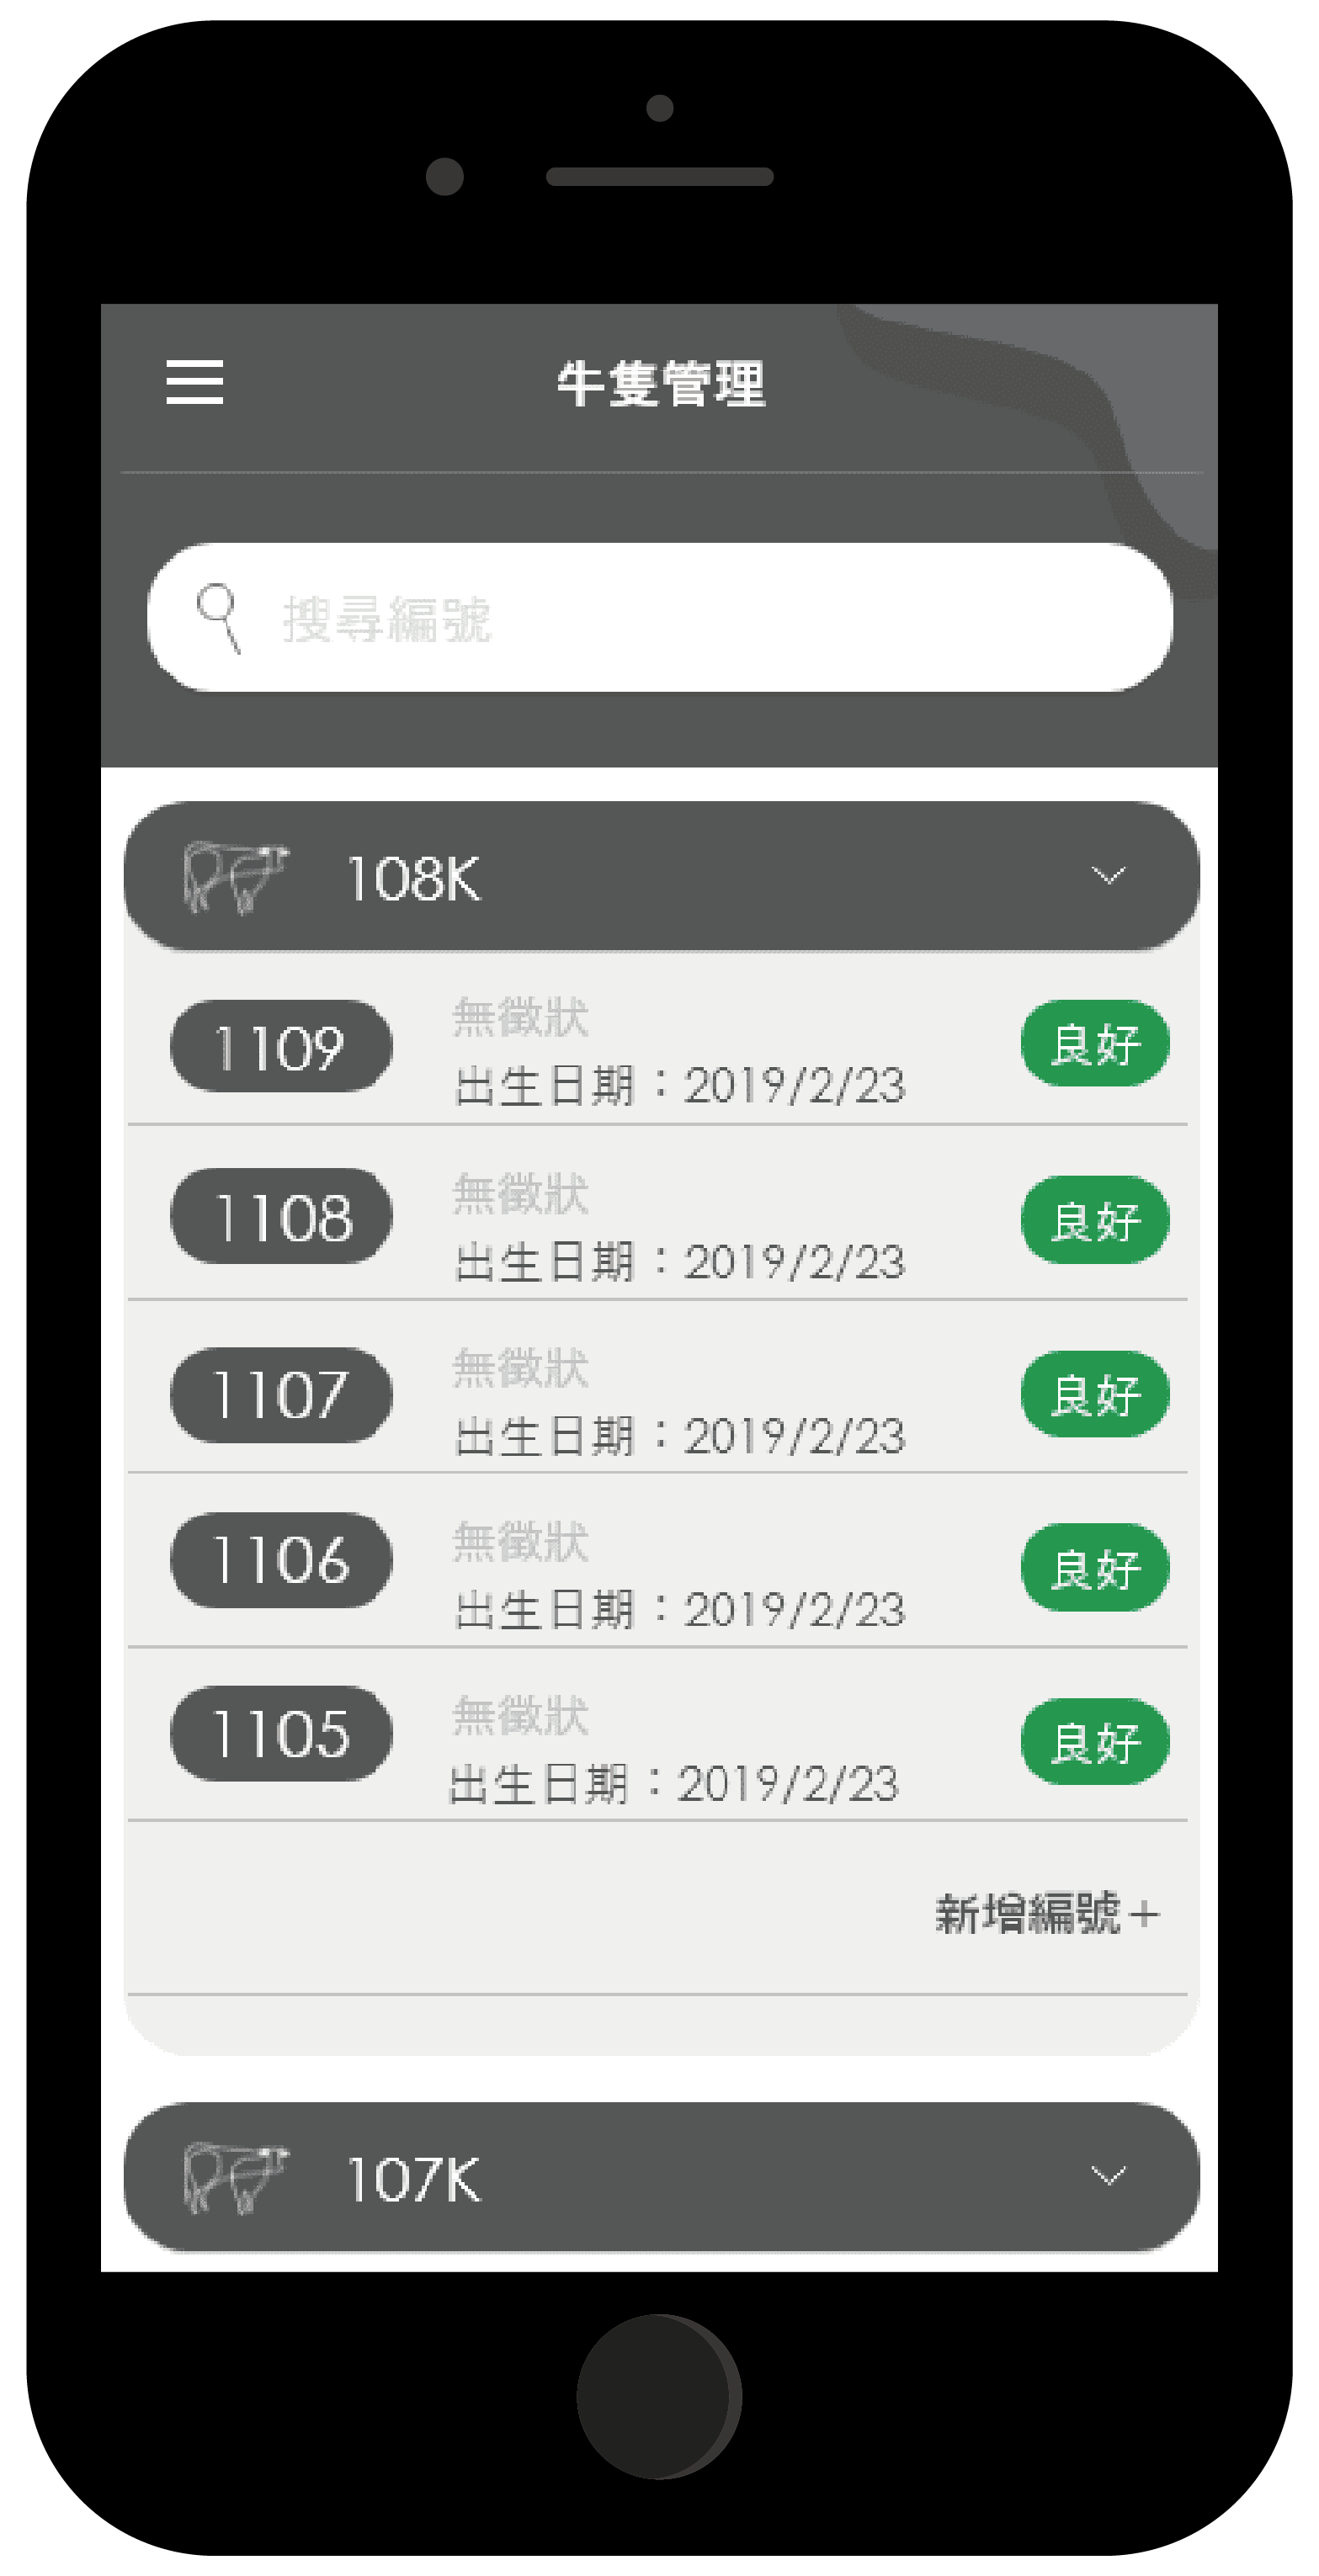 牛隻管理
搜尋編號
108K
1109
無徵狀
出生日期：2019/2/23
良好
1108
無徵狀
出生日期：2019/2/23
良好
1107
無徵狀
出生日期：2019/2/23
良好
1106
無徵狀
出生日期：2019/2/23
良好
1105
無徵狀
出生日期：2019/2/23
良好
新增編號+
107K